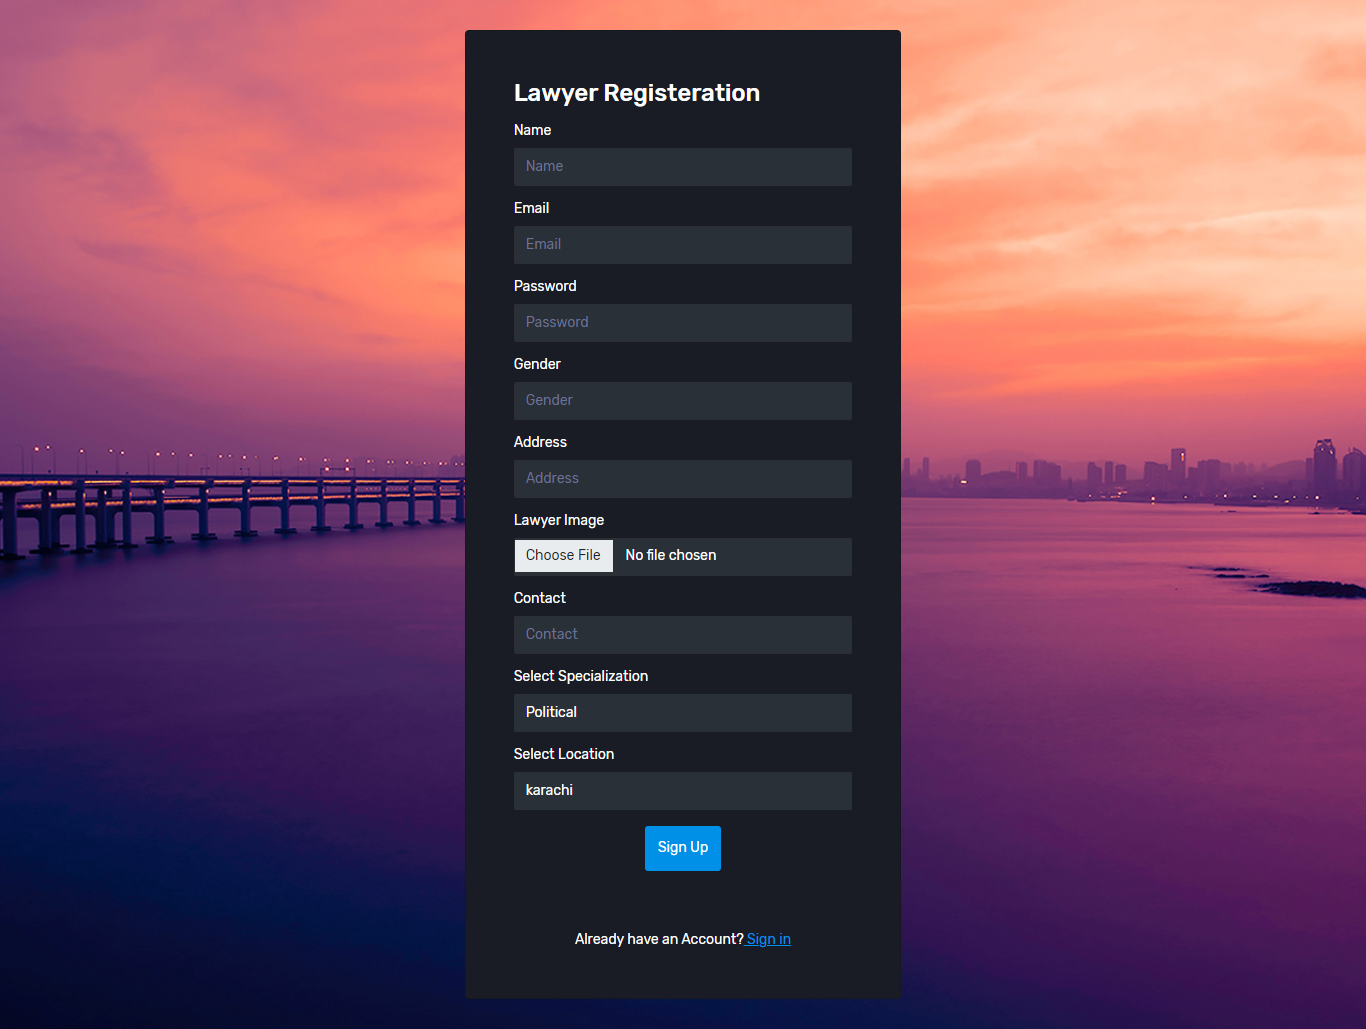 Lawyer Registeration
Name
Name
Email
Email
Password
Password
Gender
Gender
Address
Address
Lawyer Image
Choose File No file chosen
Contact
Contact
Select Specialization
Political
Select Location
karachi
Sign Up
Already have an Account? Sign in